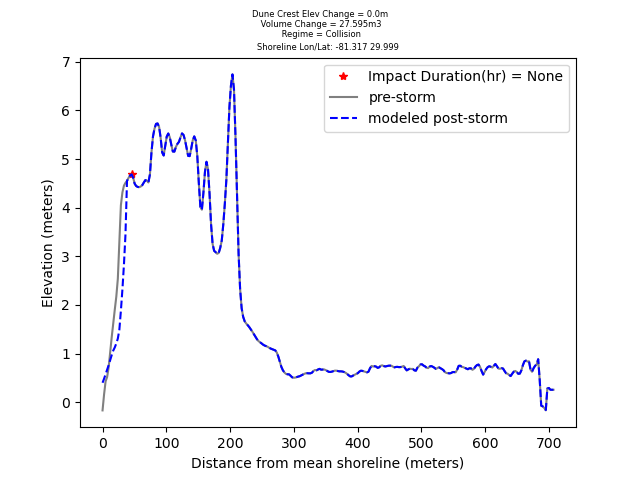 Dune Crest Elev Change = 0.0m
Volume Change = 27.595m3
Regime = Collision
Shoreline Lon/Lat: -81.317 29.999
Impact Duration(hr) = None
pre-storm
modeled post-storm
Elevation (meters)
7
6
5
4
3
2
1
0
0 100 200 300 400 500 600 700
Distance from mean shoreline (meters)